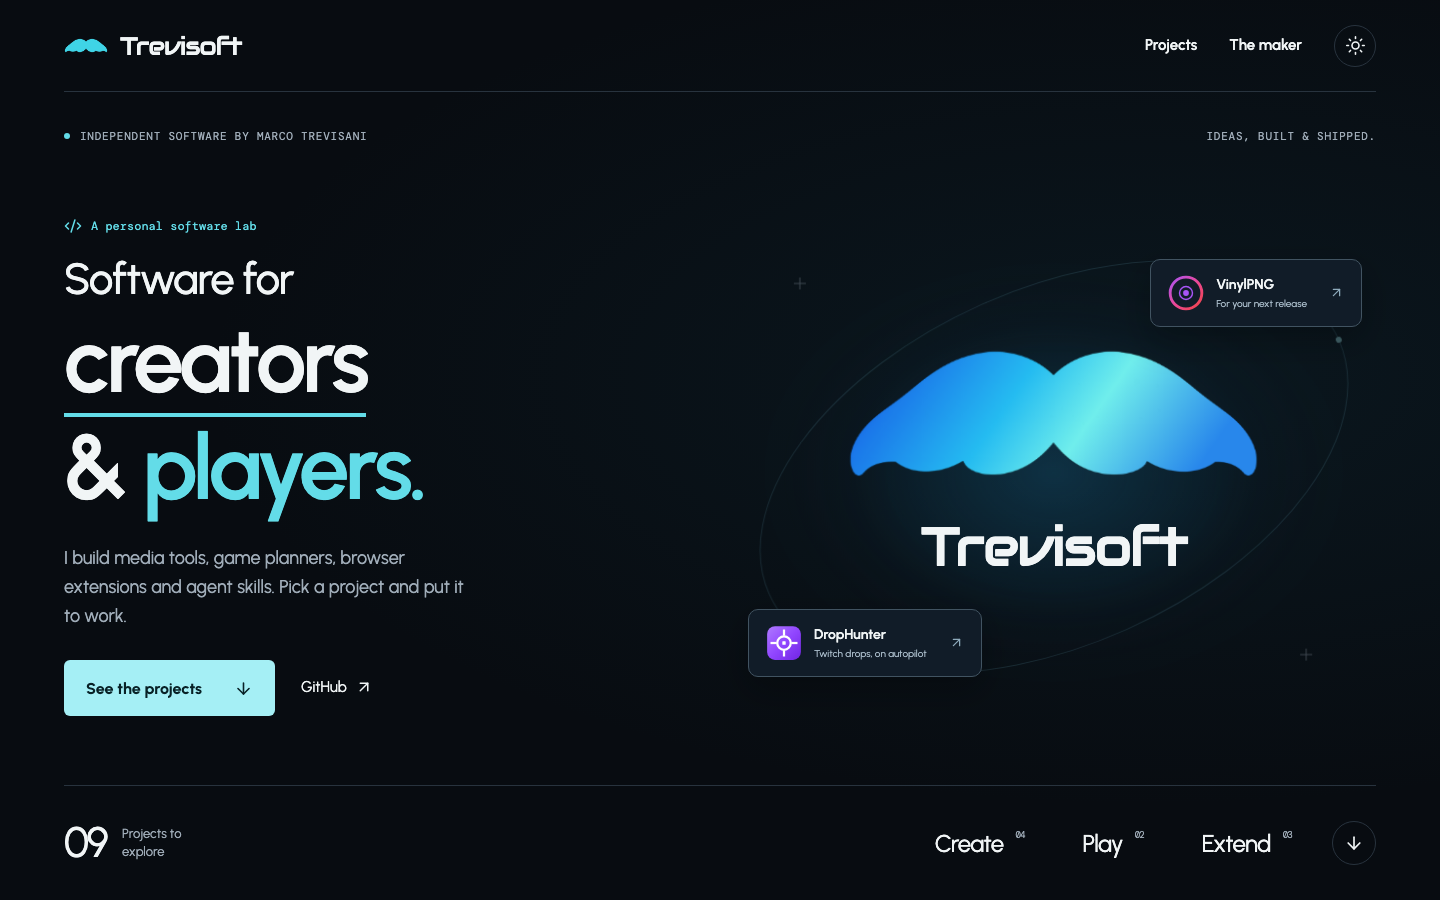 Trevisoft
Projects
The maker
INDEPENDENT SOFTWARE BY MARCO TREVISANI
IDEAS, BUILT & SHIPPED.
A personal software lab
Software for
creators
& players.
I build media tools, game planners, browser
extensions and agent skills. Pick a project and put it
to work.
See the projects
GitHub
VinylPNG
For your next release
Trevisoft
DropHunter
Twitch drops, on autopilot
09
Projects to
explore
Create 04
Play 02
Extend 03